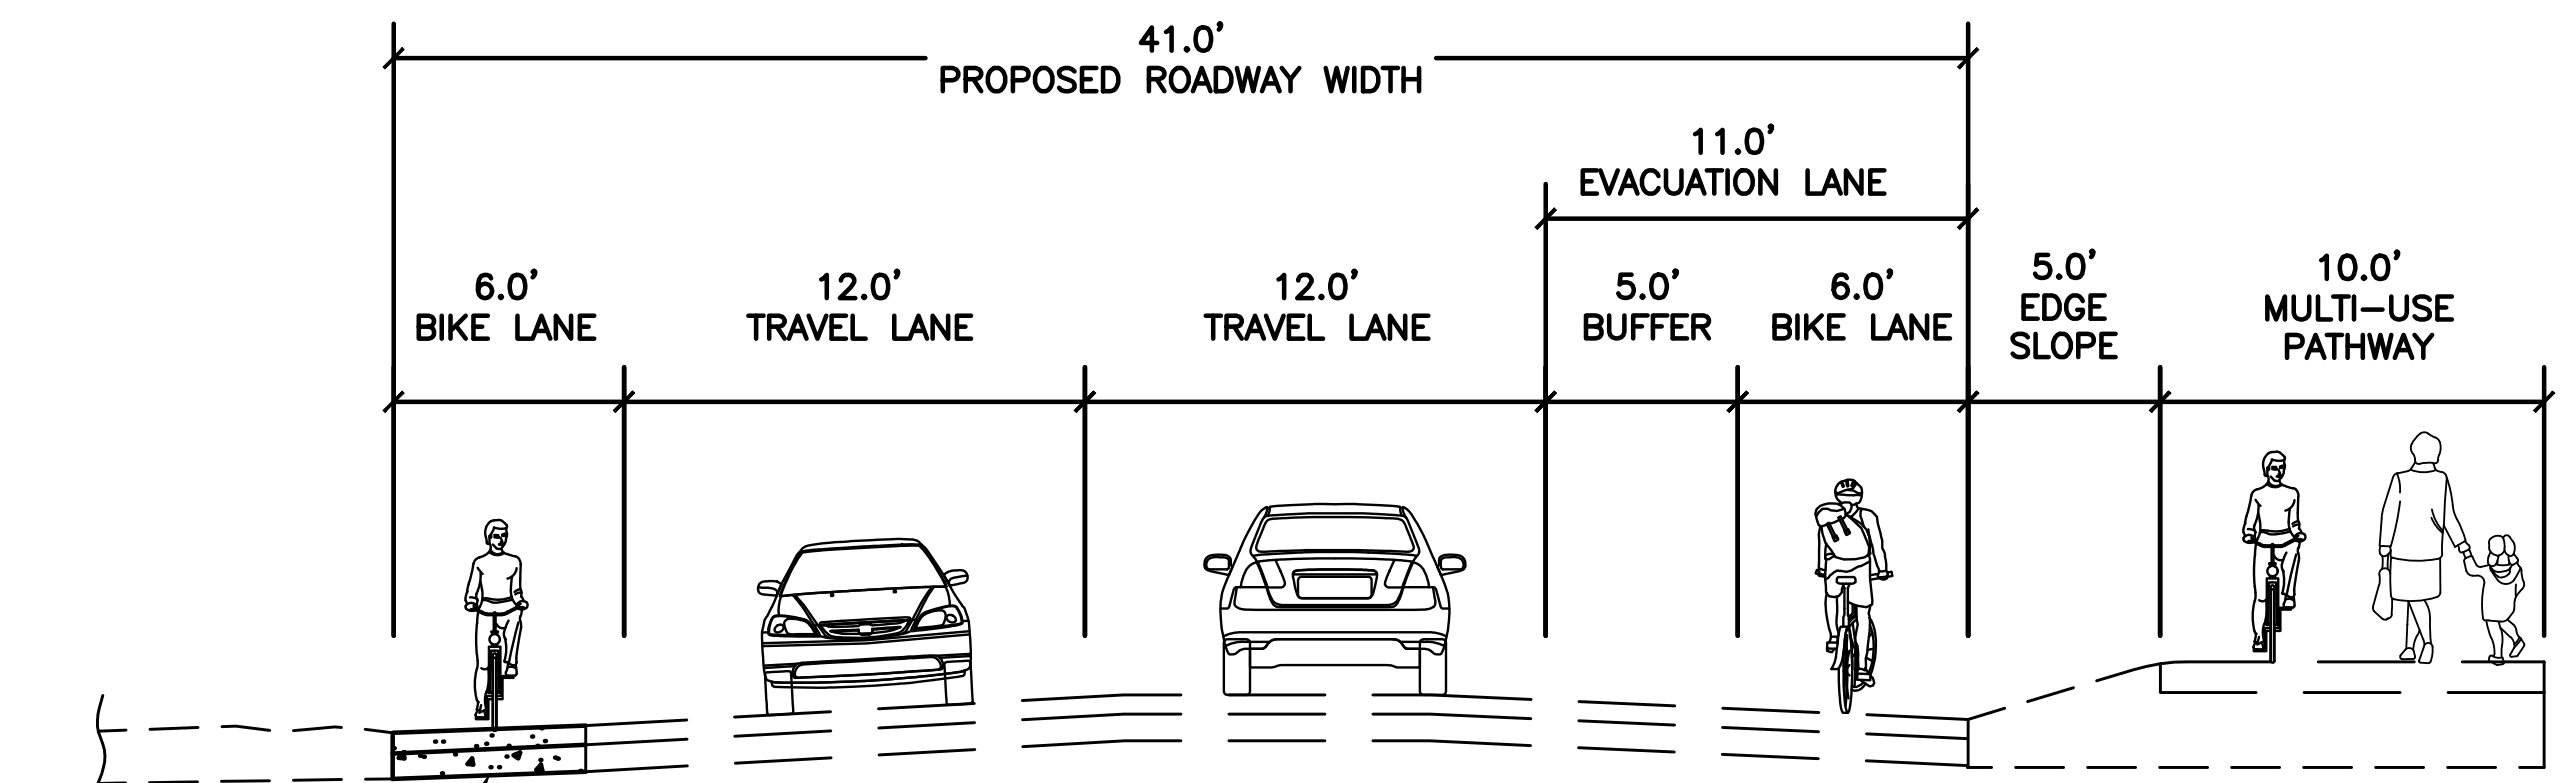 41.0'
PROPOSED ROADWAY WIDTH
11.0'
EVACUATION LANE
6.0'
BIKE LANE
12.0'
TRAVEL LANE
12.0'
TRAVEL LANE
5.0'
BUFFER
6.0'
BIKE LANE
5.0'
EDGE
SLOPE
10.0'
MULTI-USE
PATHWAY